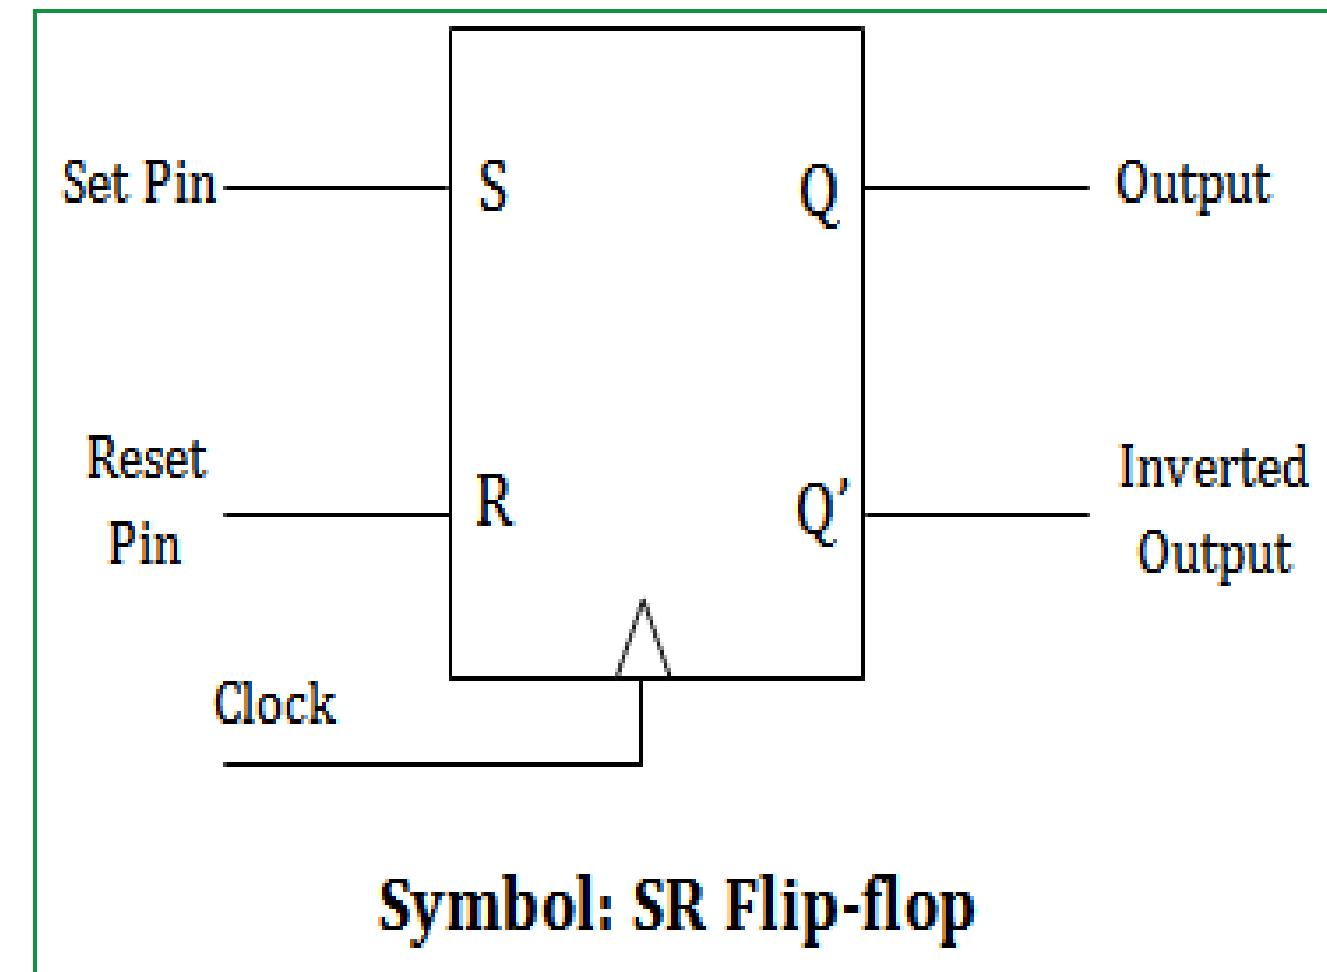 Set Pin
S
Q
Output
Reset
Pin
R
Q’
Inverted
Output
Clock
Symbol: SR Flip-flop